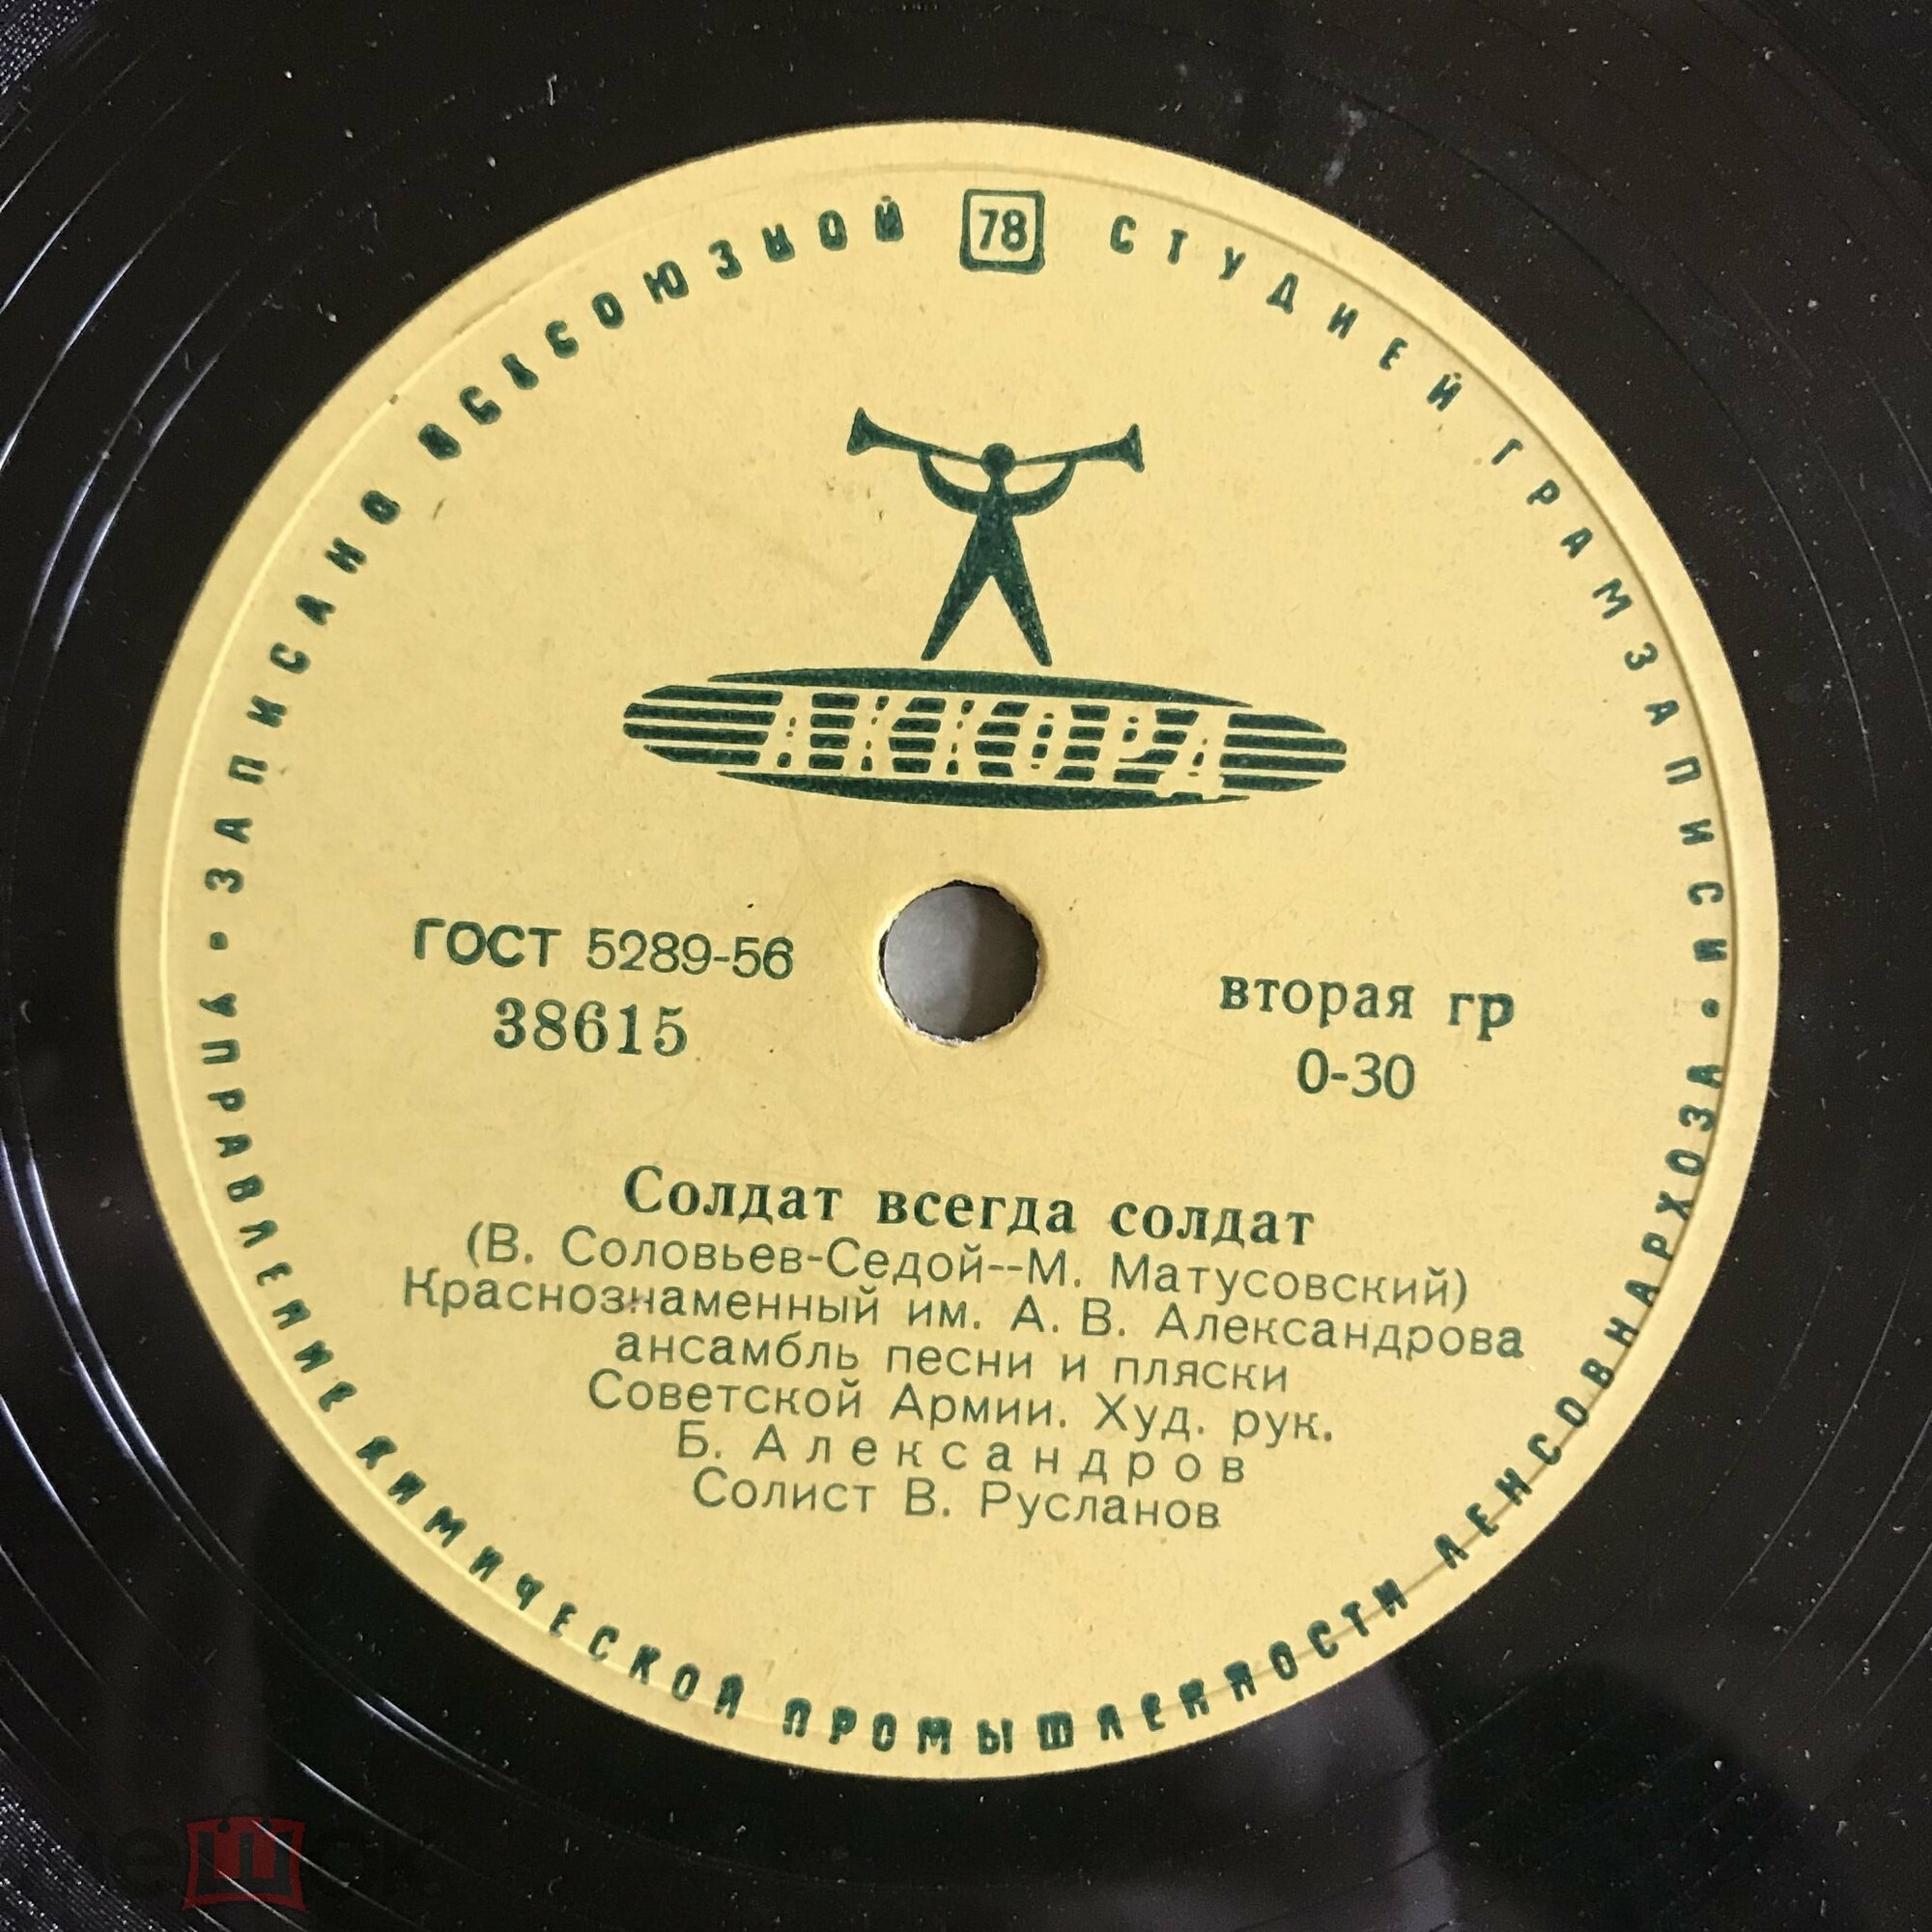 ЗАПИСАНО ВСЕСОЮЗНОЙ 78 СТУДИЕЙ ГРАМЗАПИСИ •
АККОРД
ГОСТ 5289-56
38615
вторая гр
0-30
Солдат всегда солдат
(В. Соловьев-Седой--М. Матусовский)
Краснознаменный им. А. В. Александрова
ансамбль песни и пляски
Советской Армии. Худ. рук.
Б. Александров
Солист В. Русланов
УПРАВЛЕНИЕ ХИМИЧЕСКОЙ ПРОМЫШЛЕННОСТИ ЛЕНСОВНАРХОЗА •